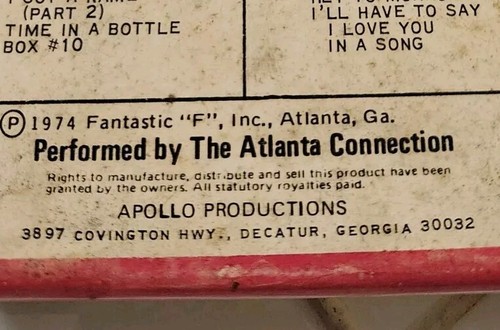 (PART 2)
TIME IN A BOTTLE
BOX #10
I'LL HAVE TO SAY
I LOVE YOU
IN A SONG
Ⓟ 1974 Fantastic "F", Inc., Atlanta, Ga.
Performed by The Atlanta Connection
Rights to manufacture, distribute and sell this product have been
granted by the owners. All statutory royalties paid.
APOLLO PRODUCTIONS
3897 COVINGTON HWY., DECATUR, GEORGIA 30032